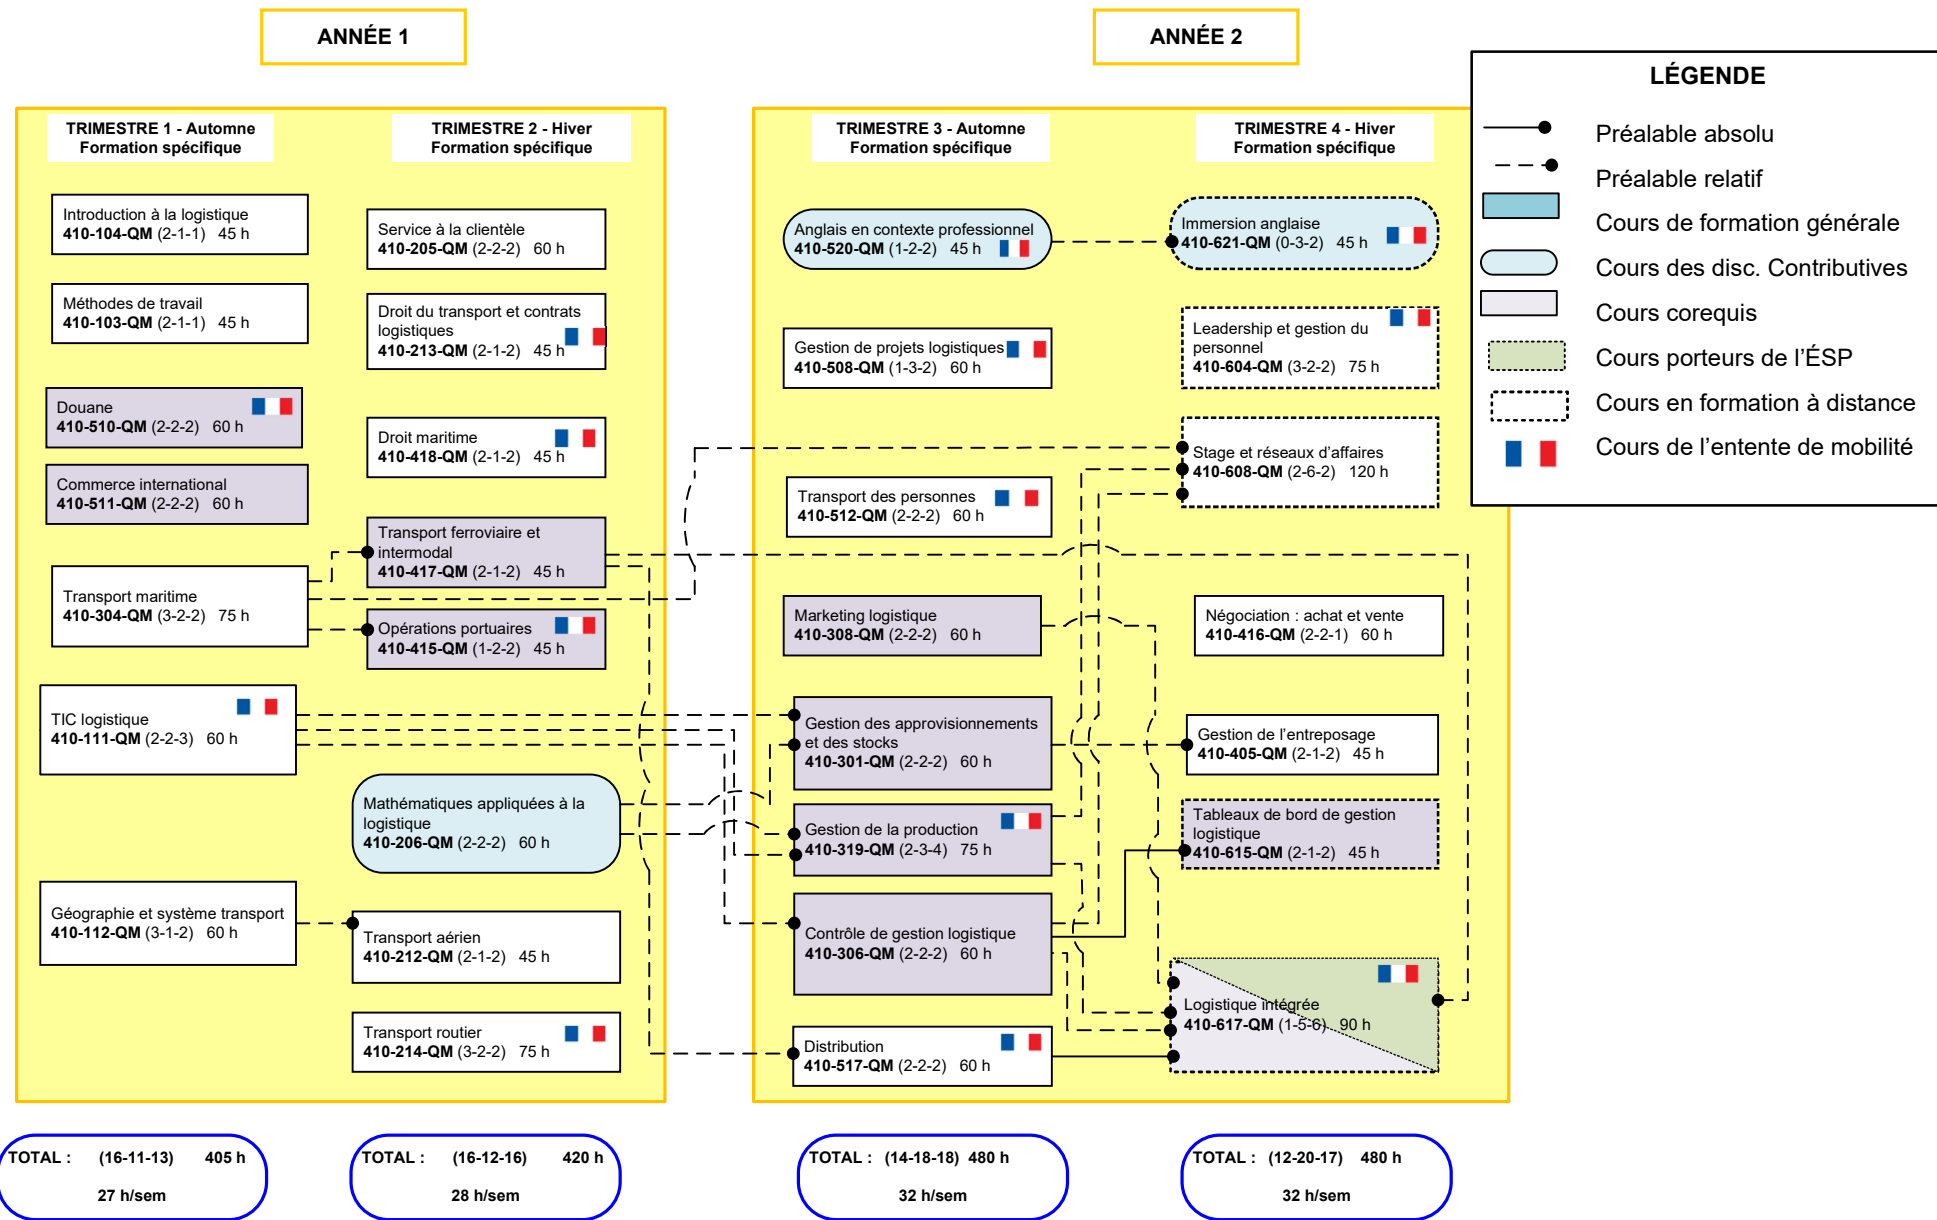 ANNÉE 1
ANNÉE 2
LÉGENDE
Préalable absolu
Préalable relatif
Cours de formation générale
Cours des disc. Contributives
Cours corequis
Cours porteurs de l'ÉSP
Cours en formation à distance
Cours de l'entente de mobilité
TRIMESTRE 1 - Automne
Formation spécifique
Introduction à la logistique
410-104-QM (2-1-1) 45 h
Méthodes de travail
410-103-QM (2-1-1) 45 h
Douane
410-510-QM (2-2-2) 60 h
Commerce international
410-511-QM (2-2-2) 60 h
Transport maritime
410-304-QM (3-2-2) 75 h
TIC logistique
410-111-QM (2-2-3) 60 h
Géographie et système transport
410-112-QM (3-1-2) 60 h
TRIMESTRE 2 - Hiver
Formation spécifique
Service à la clientèle
410-205-QM (2-2-2) 60 h
Droit du transport et contrats
logistiques
410-213-QM (2-1-2) 45 h
Droit maritime
410-418-QM (2-1-2) 45 h
Transport ferroviaire et
intermodal
410-417-QM (2-1-2) 45 h
Opérations portuaires
410-415-QM (1-2-2) 45 h
Mathématiques appliquées à la
logistique
410-206-QM (2-2-2) 60 h
Transport aérien
410-212-QM (2-1-2) 45 h
Transport routier
410-214-QM (3-2-2) 75 h
TRIMESTRE 3 - Automne
Formation spécifique
Anglais en contexte professionnel
410-520-QM (1-2-2) 45 h
Gestion de projets logistiques
410-508-QM (1-3-2) 60 h
Transport des personnes
410-512-QM (2-2-2) 60 h
Marketing logistique
410-308-QM (2-2-2) 60 h
Gestion des approvisionnements
et des stocks
410-301-QM (2-2-2) 60 h
Gestion de la production
410-319-QM (2-3-4) 75 h
Contrôle de gestion logistique
410-306-QM (2-2-2) 60 h
Distribution
410-517-QM (2-2-2) 60 h
TRIMESTRE 4 - Hiver
Formation spécifique
Immersion anglaise
410-621-QM (0-3-2) 45 h
Leadership et gestion du
personnel
410-604-QM (3-2-2) 75 h
Stage et réseaux d'affaires
410-608-QM (2-6-2) 120 h
Négociation : achat et vente
410-416-QM (2-2-1) 60 h
Gestion de l'entreposage
410-405-QM (2-1-2) 45 h
Tableaux de bord de gestion
logistique
410-615-QM (2-1-2) 45 h
Logistique intégrée
410-617-QM (1-5-6) 90 h
TOTAL : (16-11-13) 405 h
27 h/sem
TOTAL : (16-12-16) 420 h
28 h/sem
TOTAL : (14-18-18) 480 h
32 h/sem
TOTAL : (12-20-17) 480 h
32 h/sem